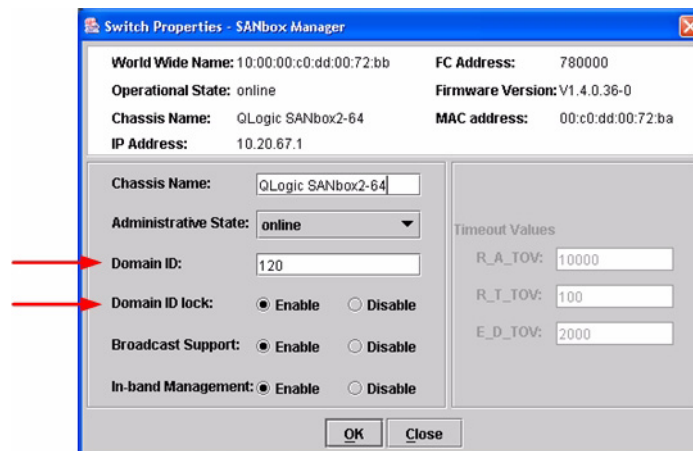 Switch Properties - SANbox Manager
World Wide Name: 10:00:00:c0:dd:00:72:bb
FC Address: 780000
Operational State: online
Firmware Version: V1.4.0.36-0
Chassis Name: QLogic SANbox2-64
MAC address: 00:c0:dd:00:72:ba
IP Address: 10.20.67.1
Chassis Name: QLogic SANbox2-64
Administrative State: online
Domain ID: 120
Domain ID lock: Enable Disable
Broadcast Support: Enable Disable
In-band Management: Enable Disable
Timeout Values
R_A_TOV: 10000
R_T_TOV: 100
E_D_TOV: 2000
OK Close